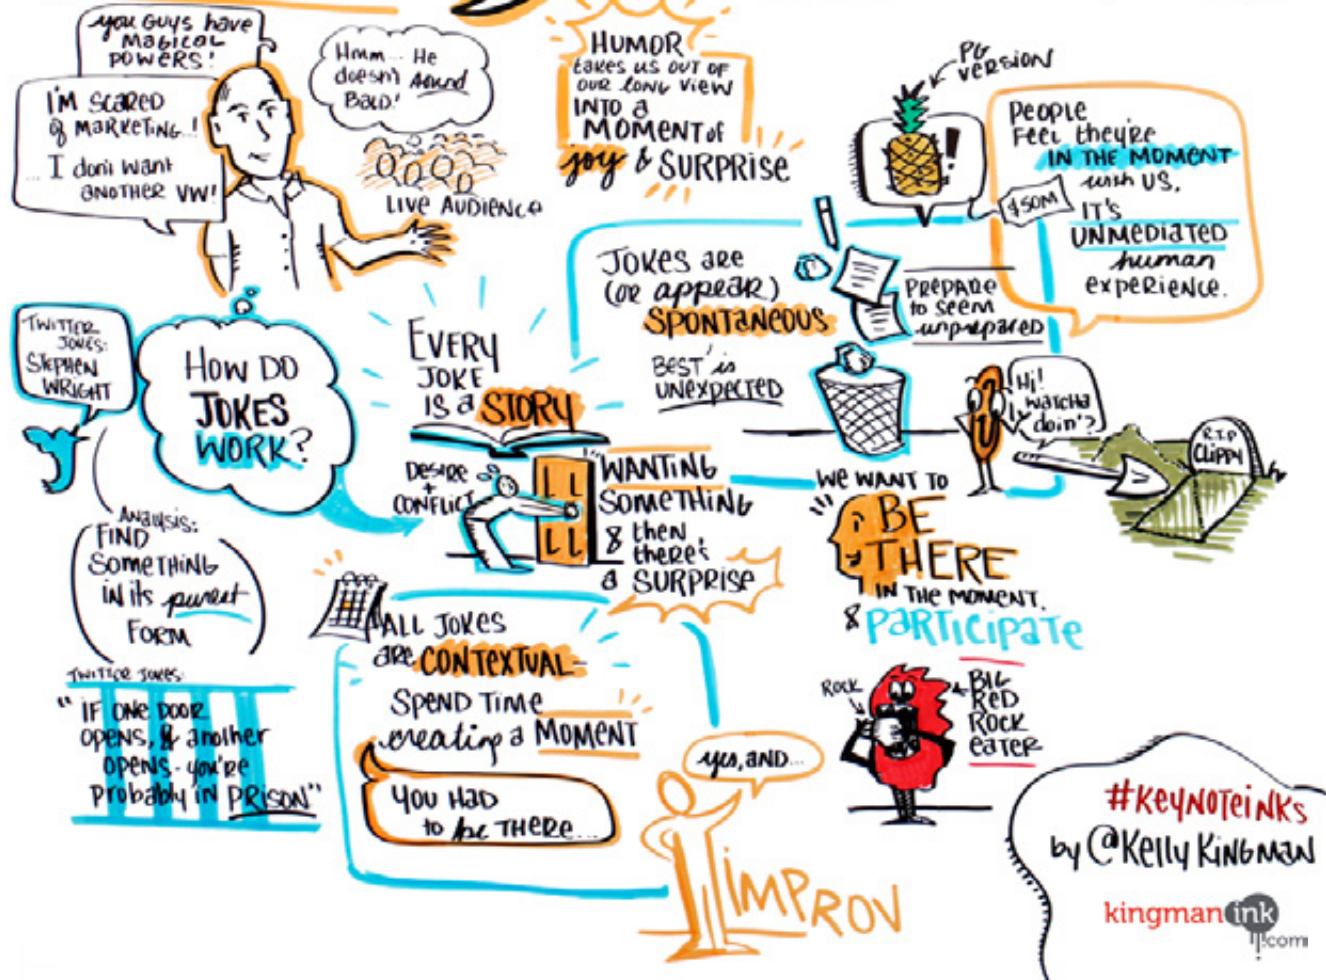 you GUYS have
MAGICAL
POWERS!
I'M SCARED
of MARKETING...!
... I don't want
ANOTHER VW!
Hmm... He
doesn't sound
BALD!
LIVE AUDIENCE
HUMOR
takes US OUT OF
OUR LONG VIEW
INTO a
MOMENT of
joy & SURPRISE
PG
VERSION
!
$50M
PEOPLE
FEEL they're
IN THE MOMENT
with US.
IT'S
UNMEDIATED
human
experience.
TWITTER
JOKES:
STEPHEN
WRIGHT
HOW DO
JOKES
WORK?
EVERY
JOKE
IS a STORY
DESIRE
+
CONFLICT
WANTING
SOMETHING
& then
there's
a SURPRISE
JOKES are
(or appear)
SPONTANEOUS
BEST is
UNEXPECTED
PREPARE
to seem
unprepared
Hi!
WATCHA
doin'?
R.I.P
CLIPPY
WE WANT TO
BE
THERE
IN THE MOMENT.
& PARTICIPATE
ANALYSIS:
FIND
SOMETHING
in its purest
FORM
TWITTER JOKES:
"IF ONE DOOR
OPENS, & another
OPENS - you're
probably in PRISON"
ALL JOKES
are CONTEXTUAL-
SPEND TIME
creating a MOMENT
YOU HAD
to be THERE...
yes, AND...
IMPROV
ROCK
BIG
RED
ROCK
eater
#KEYNOTEINKS
by @Kelly KINGMAN
kingman ink
.com